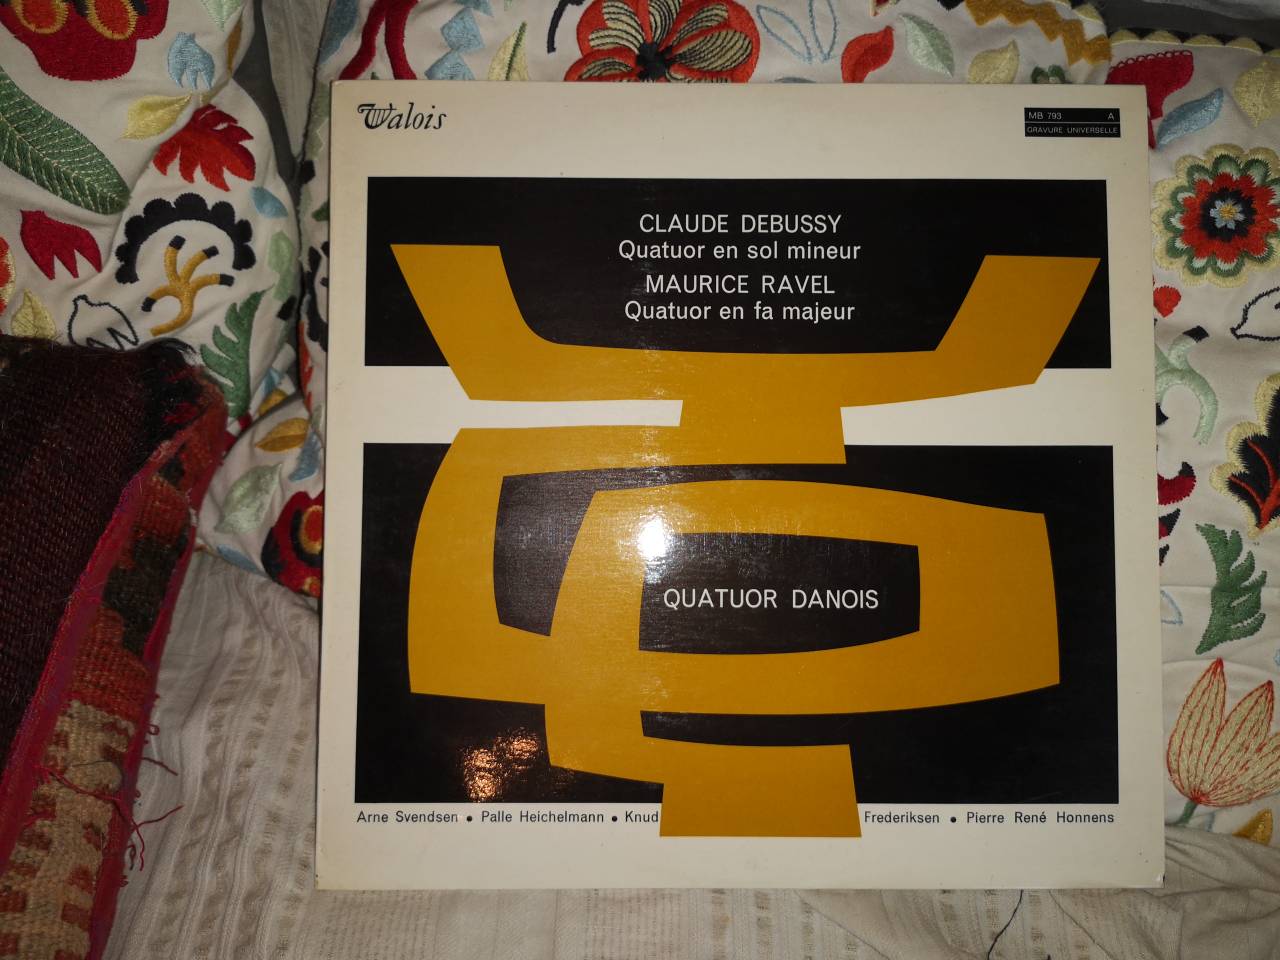 Valois
MB 793 A
GRAVURE UNIVERSELLE
CLAUDE DEBUSSY
Quatuor en sol mineur
MAURICE RAVEL
Quatuor en fa majeur
QUATUOR DANOIS
Arne Svendsen • Palle Heichelmann • Knud Frederiksen • Pierre René Honnens